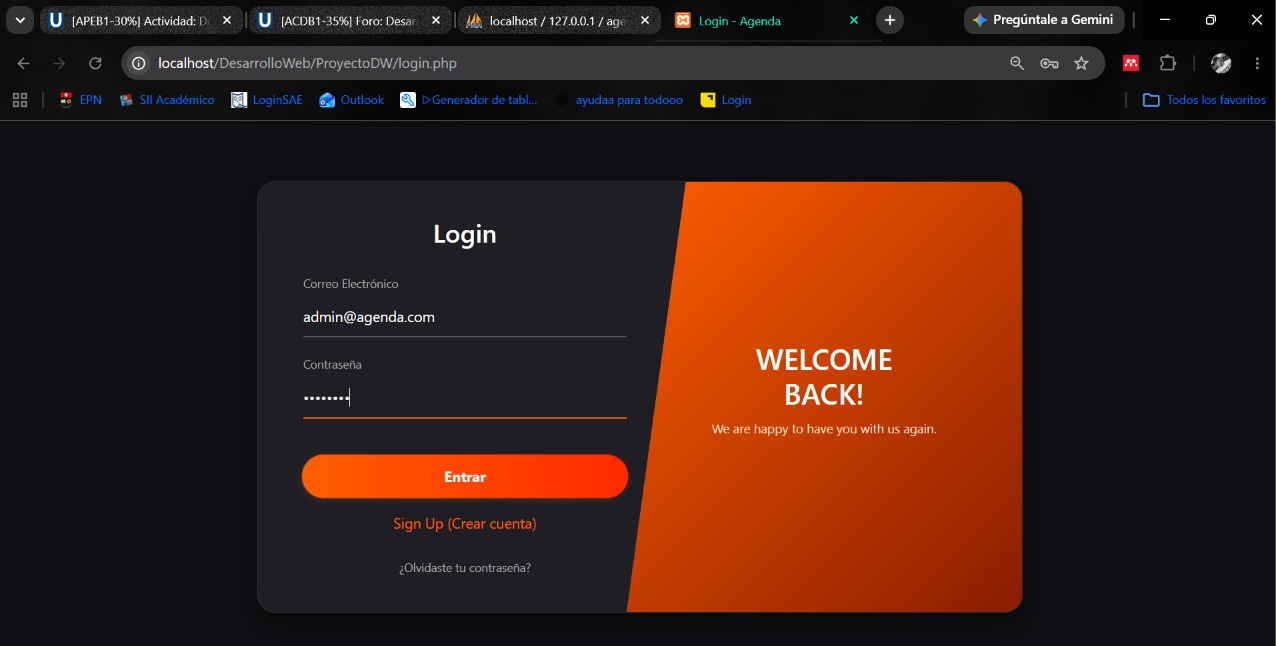 [APEB1-30%] Actividad: D
[ACDB1-35%] Foro: Desar
localhost / 127.0.0.1 / age
Login - Agenda
Pregúntale a Gemini
localhost/DesarrolloWeb/ProyectoDW/login.php
EPN
SII Académico
LoginSAE
Outlook
▷Generador de tabl...
ayudaa para todooo
Login
Todos los favoritos
Login
Correo Electrónico
admin@agenda.com
Contraseña
••••••••
Entrar
Sign Up (Crear cuenta)
¿Olvidaste tu contraseña?
WELCOME
BACK!
We are happy to have you with us again.